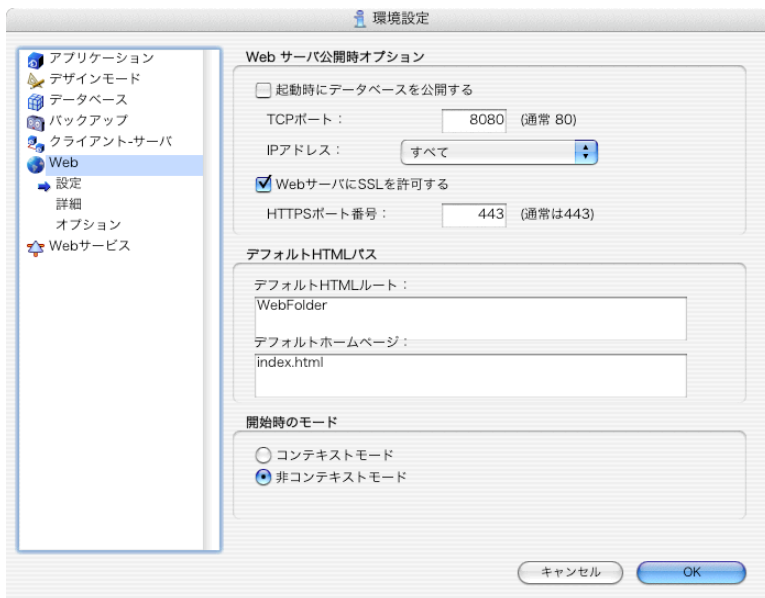 環境設定
アプリケーション
デザインモード
データベース
バックアップ
クライアント-サーバ
Web
設定
詳細
オプション
Webサービス
Web サーバ公開時オプション
起動時にデータベースを公開する
TCPポート： 8080 (通常 80)
IPアドレス： すべて
WebサーバにSSLを許可する
HTTPSポート番号： 443 (通常は443)
デフォルトHTMLパス
デフォルトHTMLルート：
WebFolder
デフォルトホームページ：
index.html
開始時のモード
コンテキストモード
非コンテキストモード
キャンセル OK